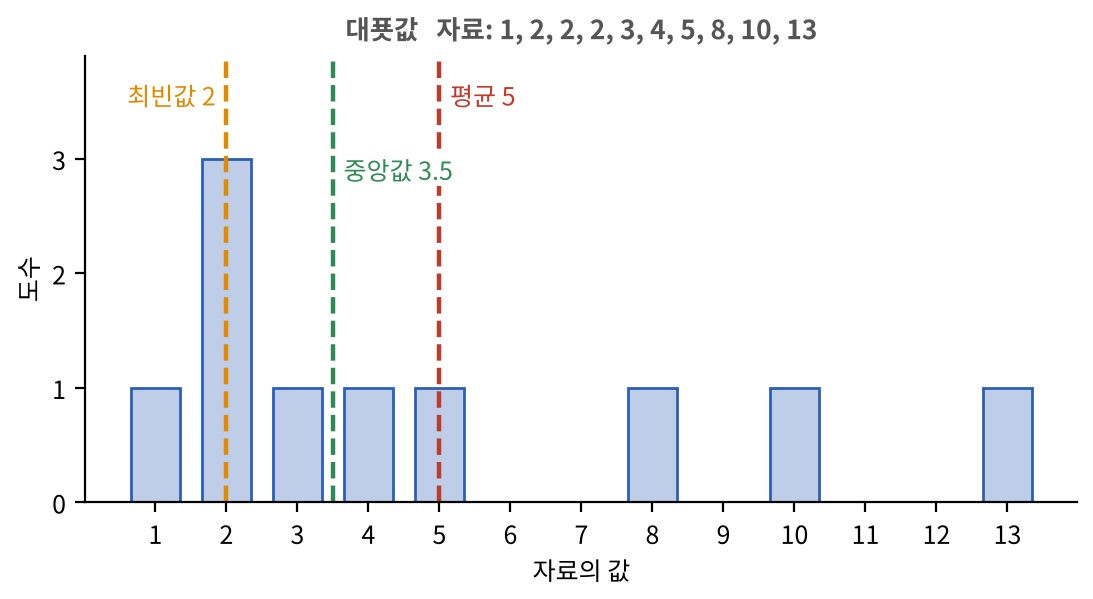 대푯값 자료: 1, 2, 2, 2, 3, 4, 5, 8, 10, 13
최빈값 2
평균 5
중앙값 3.5
도수
3
2
1
0
1 2 3 4 5 6 7 8 9 10 11 12 13
자료의 값